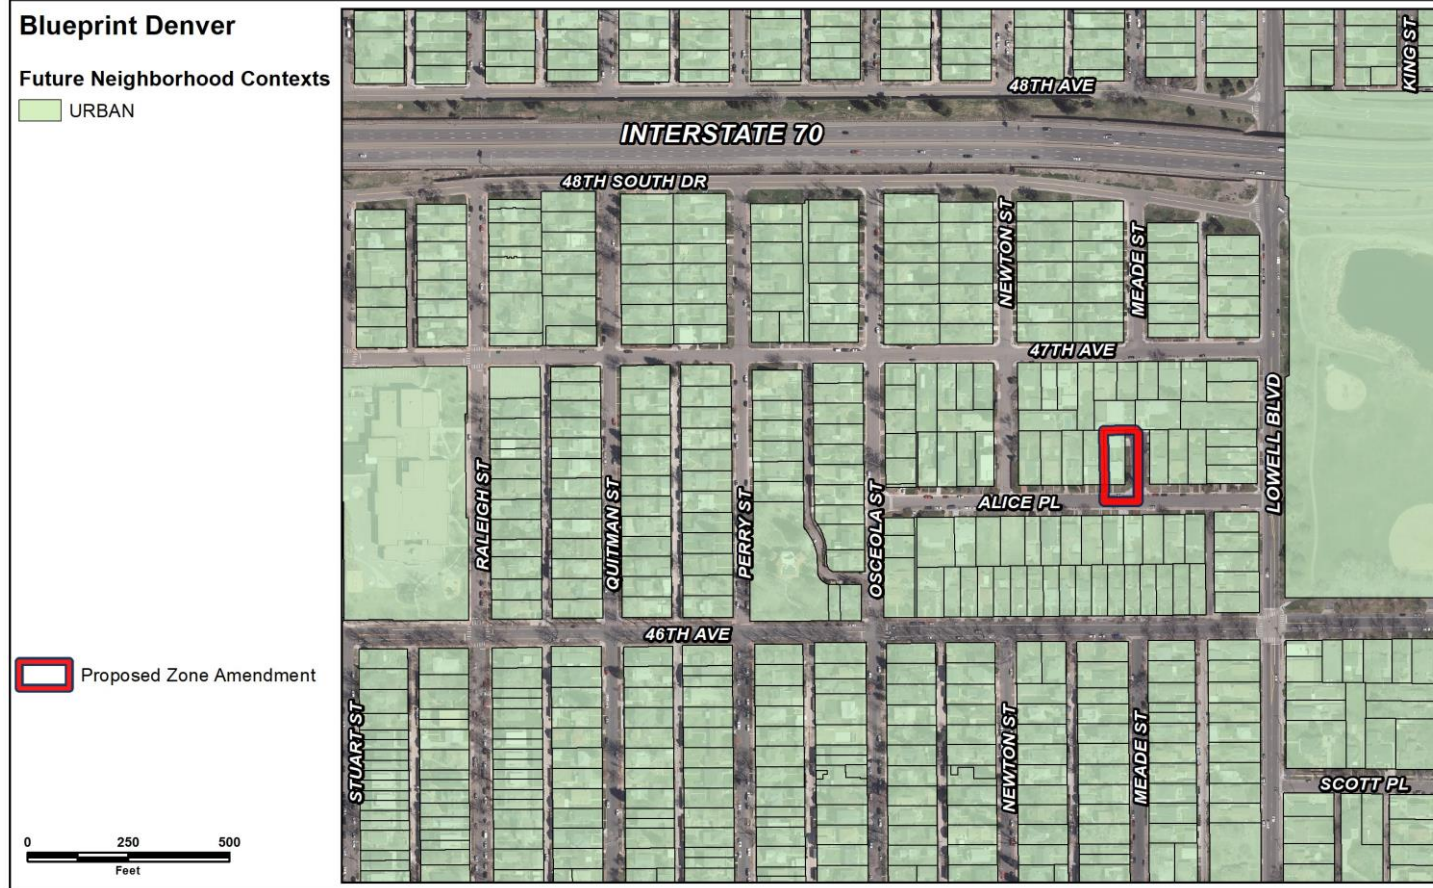 Blueprint Denver
Future Neighborhood Contexts
URBAN
Proposed Zone Amendment
0 250 500
Feet
KING ST
48TH AVE
INTERSTATE 70
48TH SOUTH DR
NEWTON ST
MEADE ST
47TH AVE
LOWELL BLVD
RALEIGH ST
QUITMAN ST
PERRY ST
OSCEOLA ST
ALICE PL
46TH AVE
STUART ST
NEWTON ST
MEADE ST
SCOTT PL